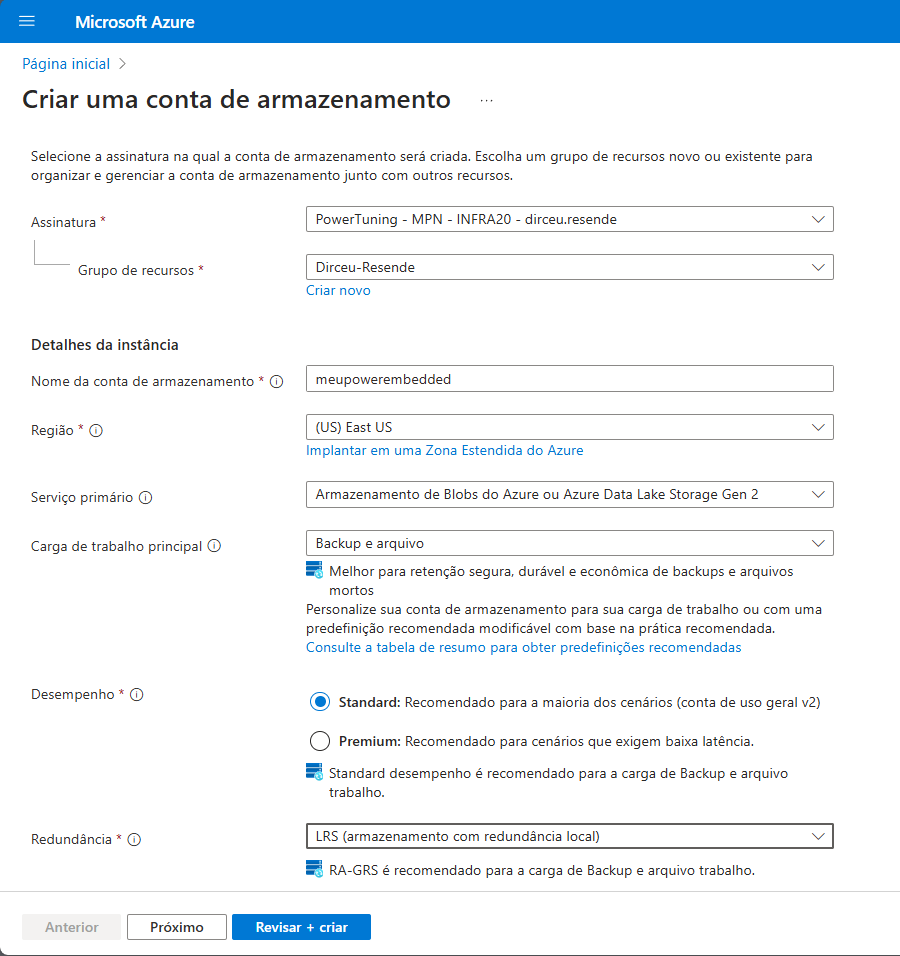 Microsoft Azure
Página inicial
Criar uma conta de armazenamento ...
Selecione a assinatura na qual a conta de armazenamento será criada. Escolha um grupo de recursos novo ou existente para
organizar e gerenciar a conta de armazenamento junto com outros recursos.
Assinatura * PowerTuning - MPN - INFRA20 - dirceu.resende
Grupo de recursos * Dirceu-Resende
Criar novo
Detalhes da instância
Nome da conta de armazenamento * meupowerembedded
Região * (US) East US
Implantar em uma Zona Estendida do Azure
Serviço primário Armazenamento de Blobs do Azure ou Azure Data Lake Storage Gen 2
Carga de trabalho principal Backup e arquivo
Melhor para retenção segura, durável e econômica de backups e arquivos
mortos
Personalize sua conta de armazenamento para sua carga de trabalho ou com uma
predefinição recomendada modificável com base na prática recomendada.
Consulte a tabela de resumo para obter predefinições recomendadas
Desempenho * Standard: Recomendado para a maioria dos cenários (conta de uso geral v2)
Premium: Recomendado para cenários que exigem baixa latência.
Standard desempenho é recomendado para a carga de Backup e arquivo
trabalho.
Redundância * LRS (armazenamento com redundância local)
RA-GRS é recomendado para a carga de Backup e arquivo trabalho.
Anterior Próximo Revisar + criar